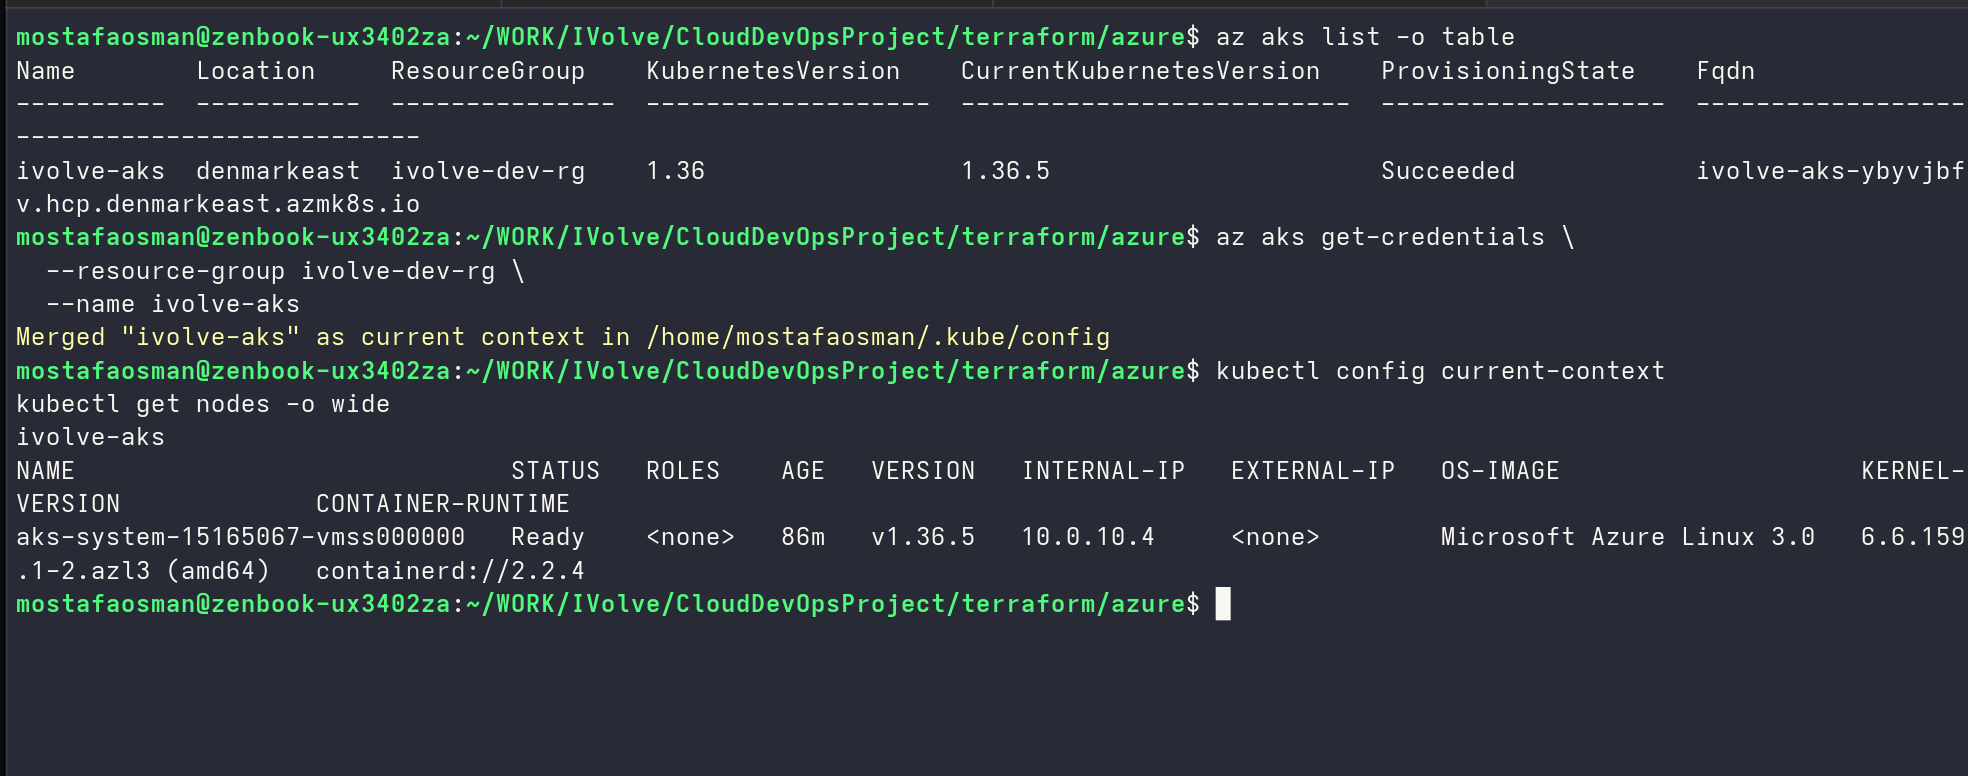 mostafaosman@zenbook-ux3402za:~/WORK/IVolve/CloudDevOpsProject/terraform/azure$ az aks list -o table
Name        Location     ResourceGroup    KubernetesVersion    CurrentKubernetesVersion    ProvisioningState    Fqdn
----------  -----------  ---------------  -------------------  --------------------------  -------------------  ------------------
---------------------------
ivolve-aks  denmarkeast  ivolve-dev-rg    1.36                 1.36.5                      Succeeded            ivolve-aks-ybyvjbf
v.hcp.denmarkeast.azmk8s.io
mostafaosman@zenbook-ux3402za:~/WORK/IVolve/CloudDevOpsProject/terraform/azure$ az aks get-credentials \
  --resource-group ivolve-dev-rg \
  --name ivolve-aks
Merged "ivolve-aks" as current context in /home/mostafaosman/.kube/config
mostafaosman@zenbook-ux3402za:~/WORK/IVolve/CloudDevOpsProject/terraform/azure$ kubectl config current-context
kubectl get nodes -o wide
ivolve-aks
NAME                             STATUS   ROLES    AGE   VERSION   INTERNAL-IP   EXTERNAL-IP   OS-IMAGE                    KERNEL-
VERSION             CONTAINER-RUNTIME
aks-system-15165067-vmss000000   Ready    <none>   86m   v1.36.5   10.0.10.4     <none>        Microsoft Azure Linux 3.0   6.6.159
.1-2.azl3 (amd64)   containerd://2.2.4
mostafaosman@zenbook-ux3402za:~/WORK/IVolve/CloudDevOpsProject/terraform/azure$